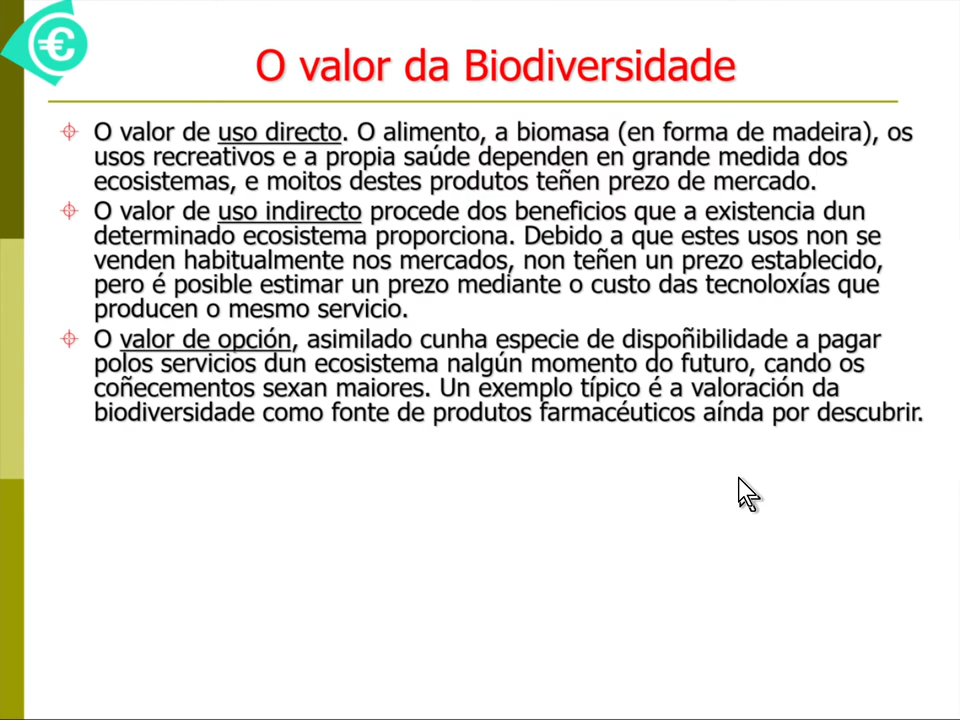 €
O valor da Biodiversidade
O valor de uso directo. O alimento, a biomasa (en forma de madeira), os
usos recreativos e a propia saúde dependen en grande medida dos
ecosistemas, e moitos destes produtos teñen prezo de mercado.
O valor de uso indirecto procede dos beneficios que a existencia dun
determinado ecosistema proporciona. Debido a que estes usos non se
venden habitualmente nos mercados, non teñen un prezo establecido,
pero é posible estimar un prezo mediante o custo das tecnoloxías que
producen o mesmo servicio.
O valor de opción, asimilado cunha especie de dispoñibilidade a pagar
polos servicios dun ecosistema nalgún momento do futuro, cando os
coñecementos sexan maiores. Un exemplo típico é a valoración da
biodiversidade como fonte de produtos farmacéuticos aínda por descubrir.